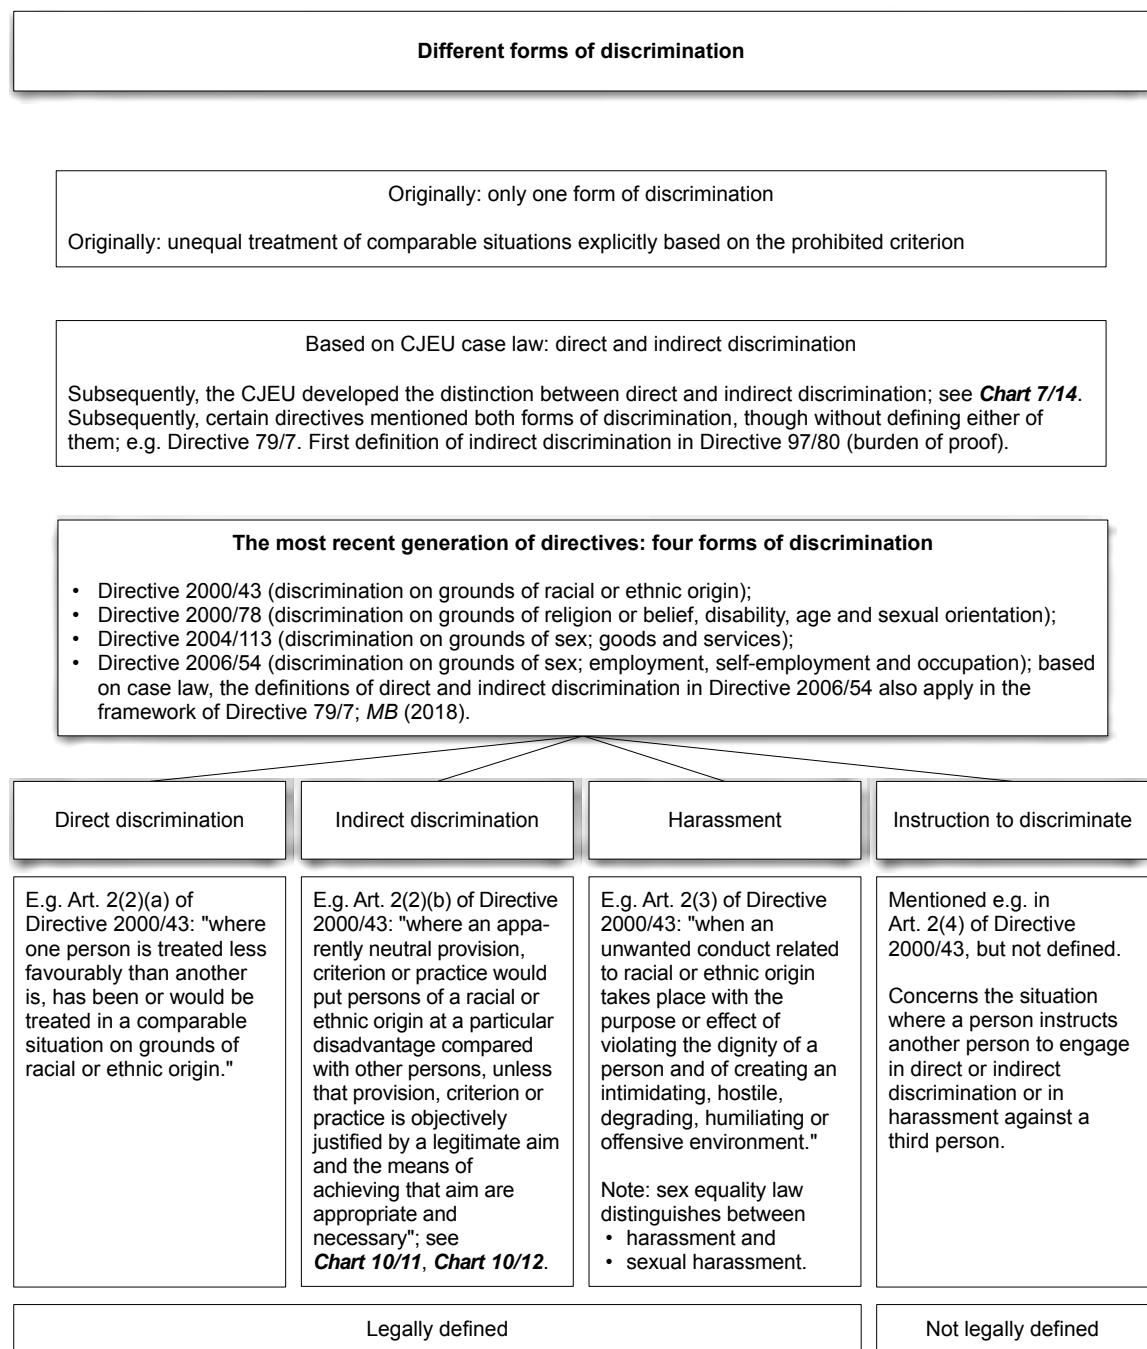 Different forms of discrimination
Originally: only one form of discrimination
Originally: unequal treatment of comparable situations explicitly based on the prohibited criterion
Based on CJEU case law: direct and indirect discrimination
Subsequently, the CJEU developed the distinction between direct and indirect discrimination; see Chart 7/14.
Subsequently, certain directives mentioned both forms of discrimination, though without defining either of
them; e.g. Directive 79/7. First definition of indirect discrimination in Directive 97/80 (burden of proof).
The most recent generation of directives: four forms of discrimination
• Directive 2000/43 (discrimination on grounds of racial or ethnic origin);
• Directive 2000/78 (discrimination on grounds of religion or belief, disability, age and sexual orientation);
• Directive 2004/113 (discrimination on grounds of sex; goods and services);
• Directive 2006/54 (discrimination on grounds of sex; employment, self-employment and occupation); based
on case law, the definitions of direct and indirect discrimination in Directive 2006/54 also apply in the
framework of Directive 79/7; MB (2018).
Direct discrimination
Indirect discrimination
Harassment
Instruction to discriminate
E.g. Art. 2(2)(a) of
Directive 2000/43: "where
one person is treated less
favourably than another
is, has been or would be
treated in a comparable
situation on grounds of
racial or ethnic origin."
E.g. Art. 2(2)(b) of Directive
2000/43: "where an appa-
rently neutral provision,
criterion or practice would
put persons of a racial or
ethnic origin at a particular
disadvantage compared
with other persons, unless
that provision, criterion or
practice is objectively
justified by a legitimate aim
and the means of
achieving that aim are
appropriate and
necessary"; see
Chart 10/11, Chart 10/12.
E.g. Art. 2(3) of Directive
2000/43: "when an
unwanted conduct related
to racial or ethnic origin
takes place with the
purpose or effect of
violating the dignity of a
person and of creating an
intimidating, hostile,
degrading, humiliating or
offensive environment."
Note: sex equality law
distinguishes between
• harassment and
• sexual harassment.
Mentioned e.g. in
Art. 2(4) of Directive
2000/43, but not defined.
Concerns the situation
where a person instructs
another person to engage
in direct or indirect
discrimination or in
harassment against a
third person.
Legally defined
Not legally defined